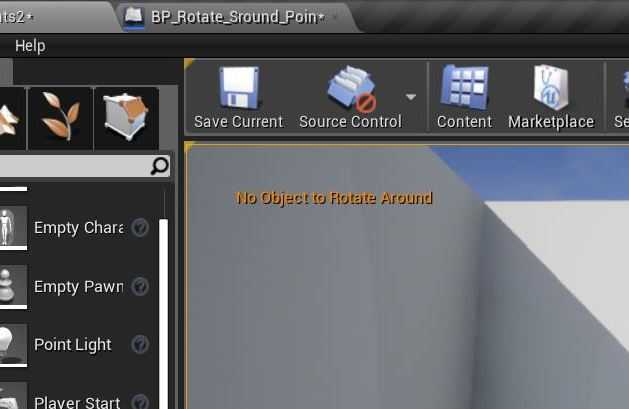 ts2*
BP_Rotate_Sround_Poin*
Help
Save Current
Source Control
Content
Marketplace
Se
No Object to Rotate Around
Empty Chara
Empty Pawn
Point Light
Player Start